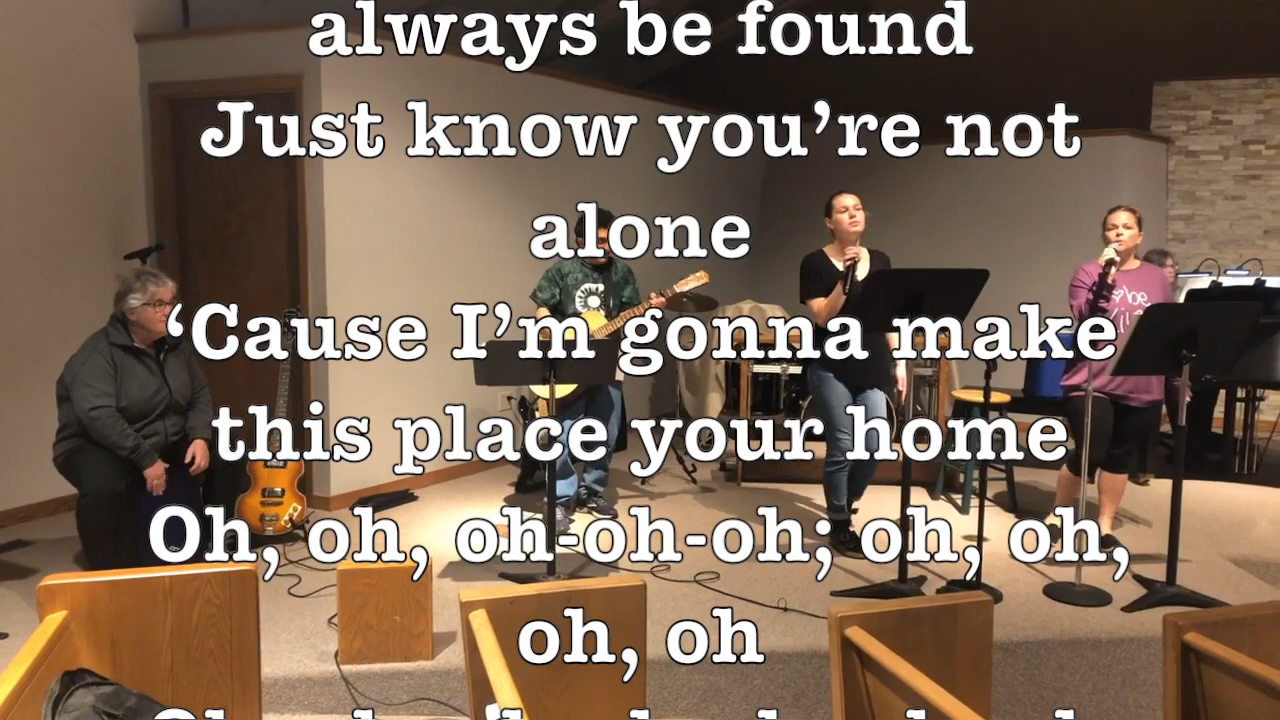 always be found
Just know you’re not
alone
‘Cause I’m gonna make
this place your home
Oh, oh, oh-oh-oh; oh, oh,
oh, oh